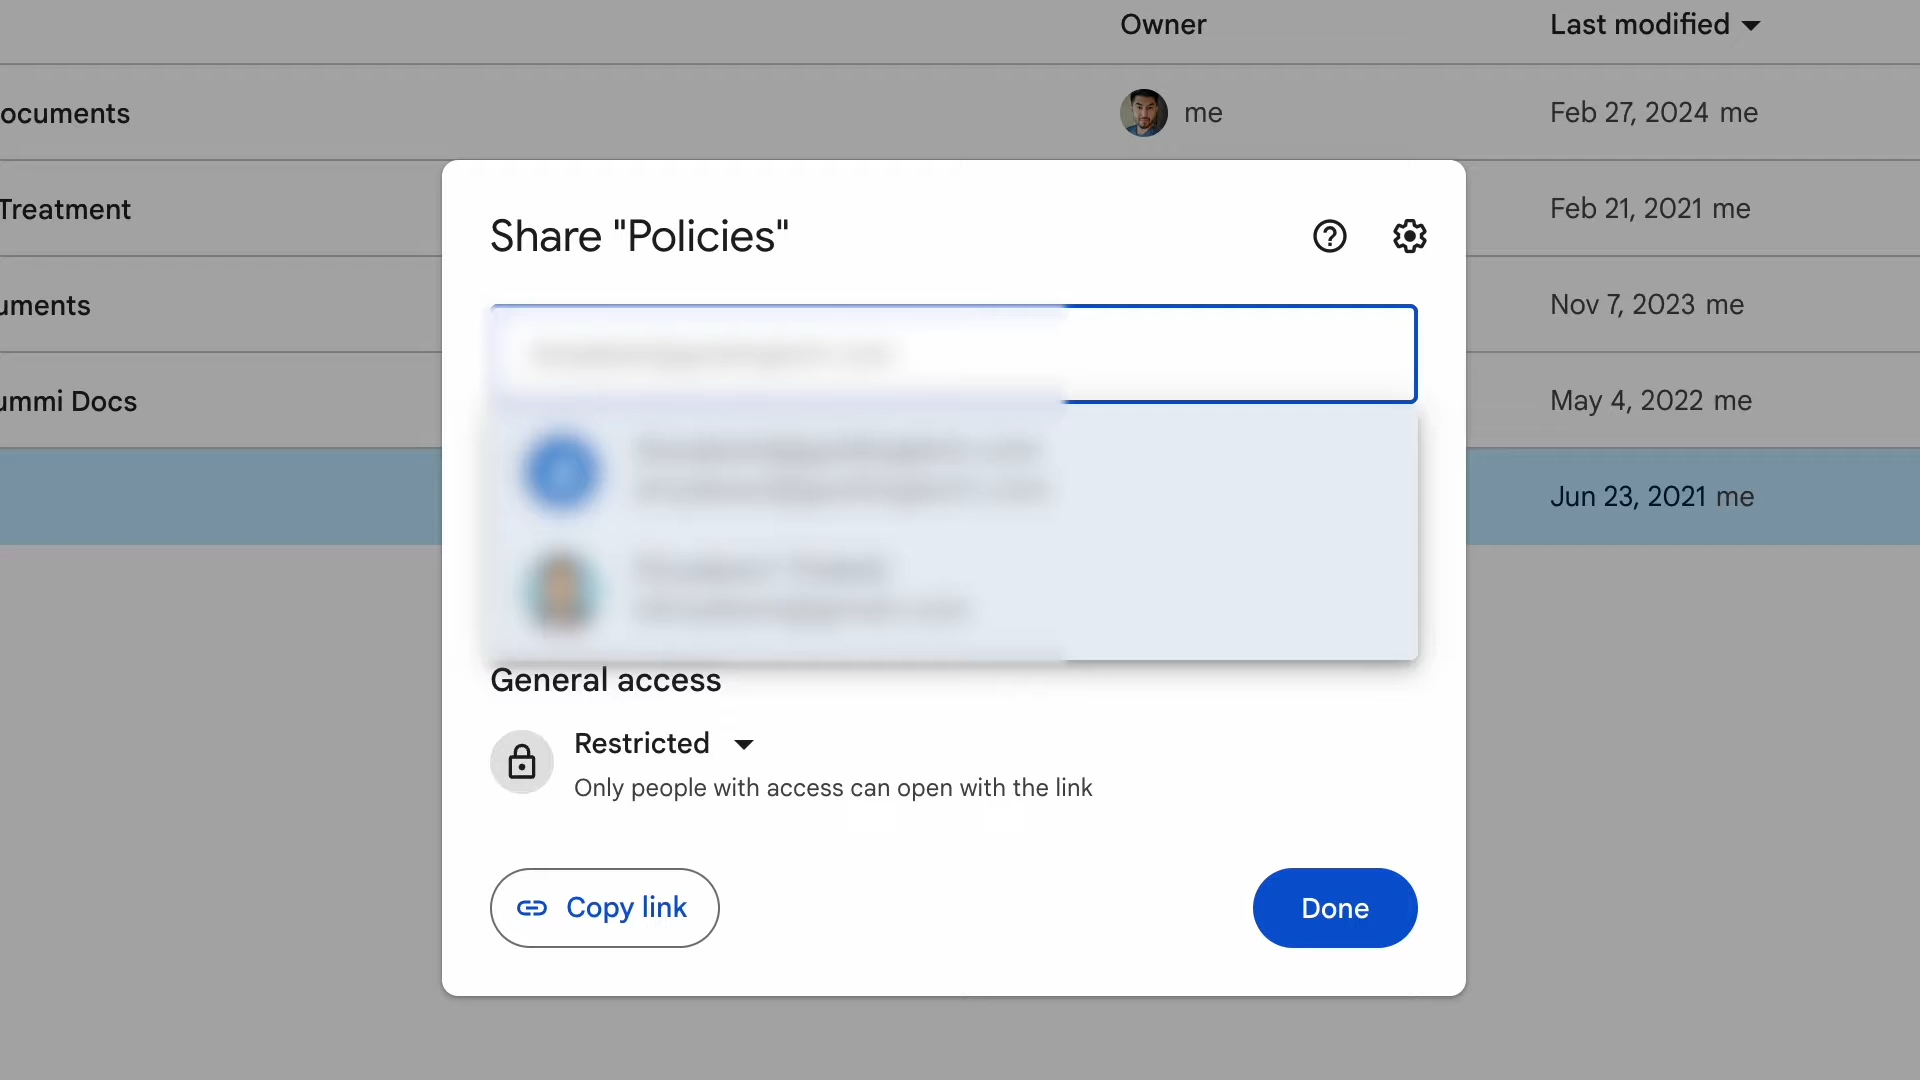 Owner
Last modified
ocuments
me
Feb 27, 2024 me
Treatment
Feb 21, 2021 me
uments
Nov 7, 2023 me
ummi Docs
May 4, 2022 me
Jun 23, 2021 me
Share "Policies"
General access
Restricted
Only people with access can open with the link
Copy link
Done